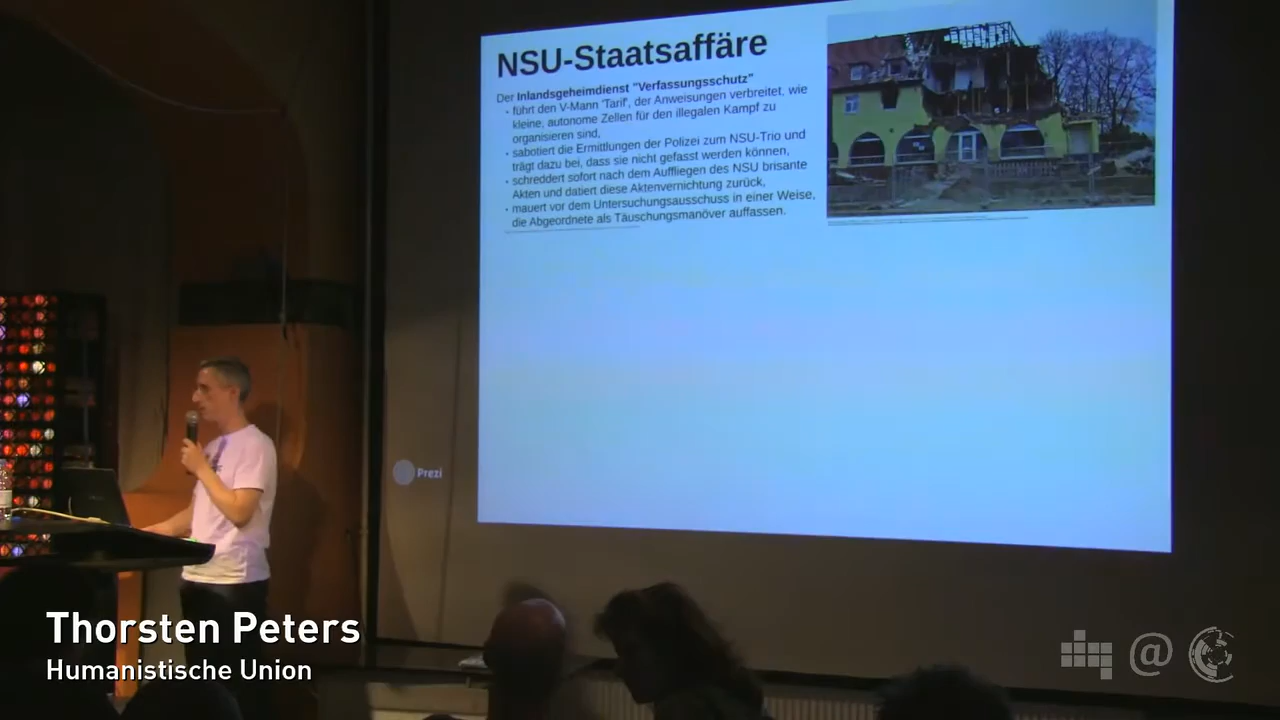 NSU-Staatsaffäre
Der Inlandsgeheimdienst "Verfassungsschutz"
- führt den V-Mann 'Tarif', der Anweisungen verbreitet, wie
kleine, autonome Zellen für den illegalen Kampf zu
organisieren sind,
- sabotiert die Ermittlungen der Polizei zum NSU-Trio und
trägt dazu bei, dass sie nicht gefasst werden können,
- schreddert sofort nach dem Auffliegen des NSU brisante
Akten und datiert diese Aktenvernichtung zurück,
- mauert vor dem Untersuchungsausschuss in einer Weise,
die Abgeordnete als Täuschungsmanöver auffassen.
Prezi
Thorsten Peters
Humanistische Union
@